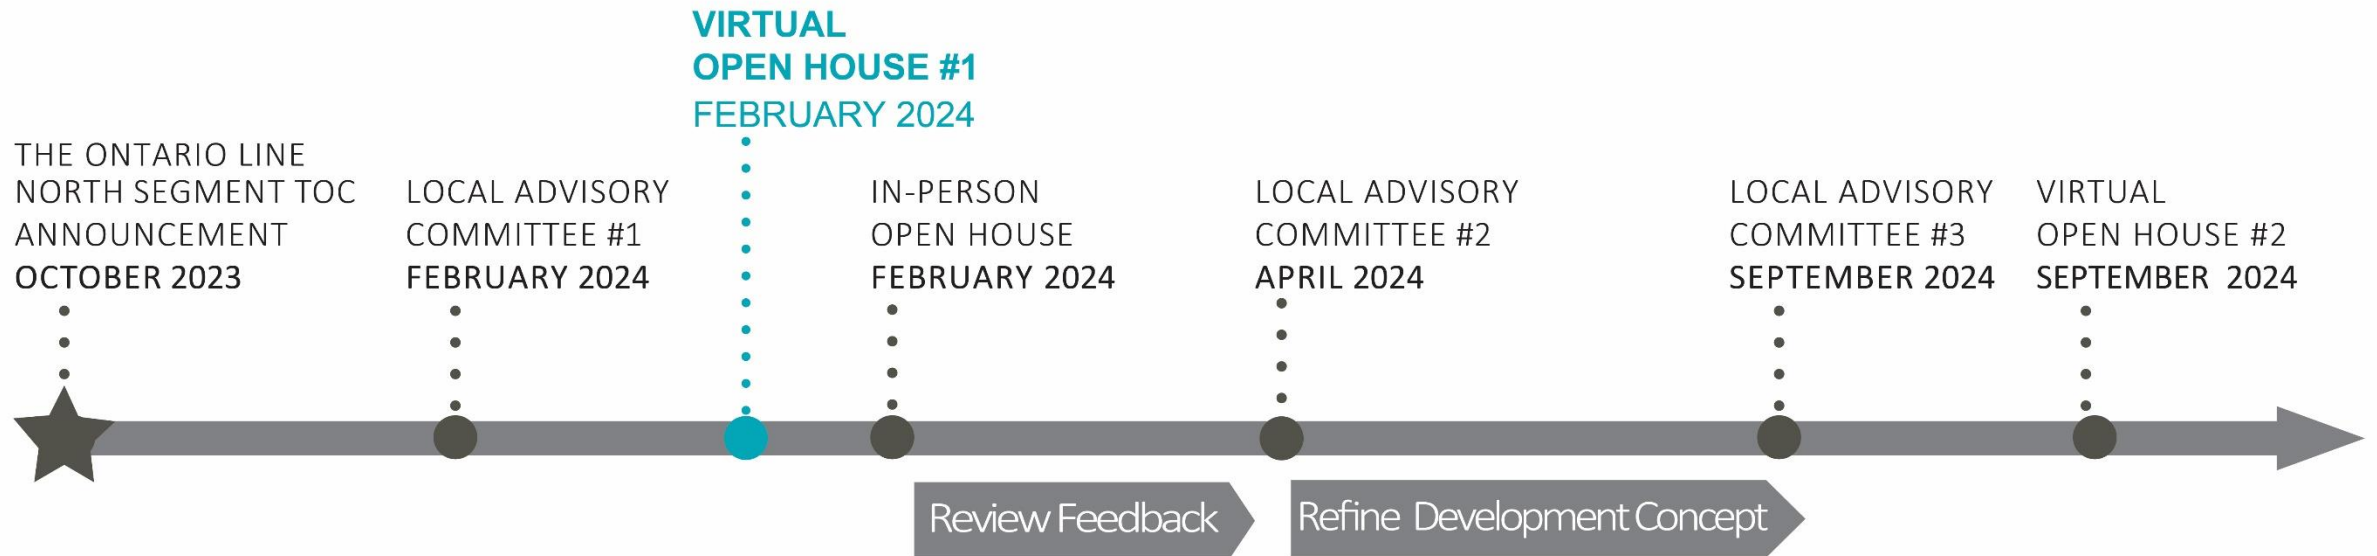 VIRTUAL
OPEN HOUSE #1
FEBRUARY 2024
THE ONTARIO LINE
NORTH SEGMENT TOC
ANNOUNCEMENT
OCTOBER 2023
LOCAL ADVISORY
COMMITTEE #1
FEBRUARY 2024
IN-PERSON
OPEN HOUSE
FEBRUARY 2024
LOCAL ADVISORY
COMMITTEE #2
APRIL 2024
LOCAL ADVISORY
COMMITTEE #3
SEPTEMBER 2024
VIRTUAL
OPEN HOUSE #2
SEPTEMBER 2024
Review Feedback
Refine Development Concept